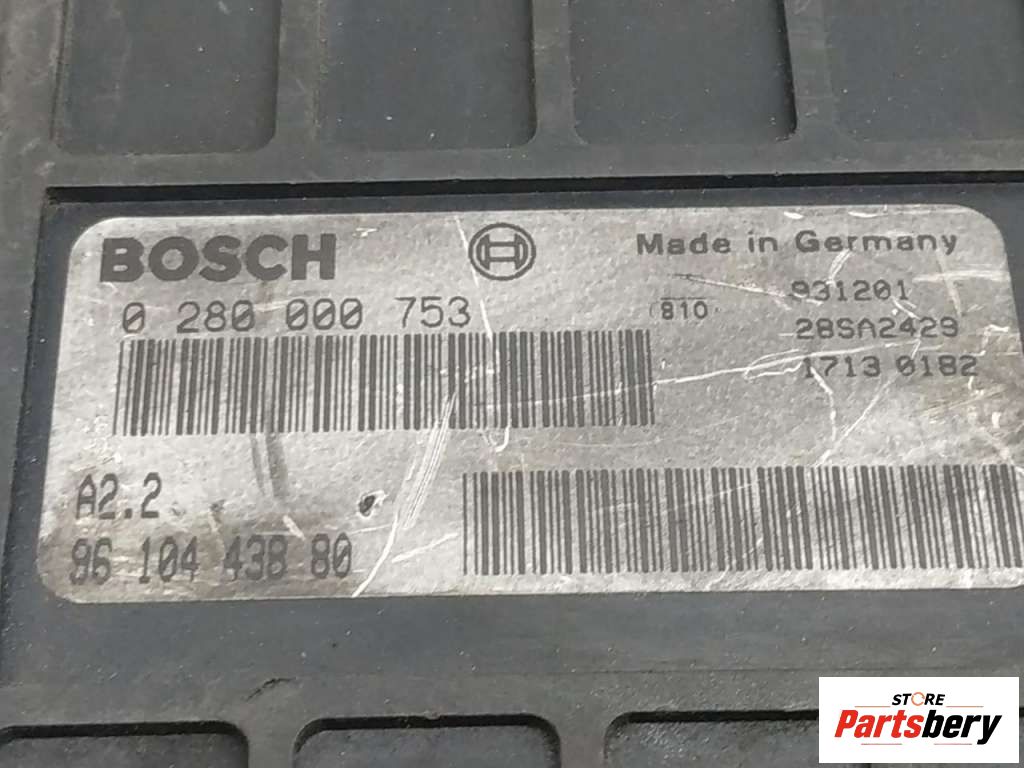 BOSCH
Made in Germany
0 280 000 753
810
931201
28SA2429
1713 0182
A2.2
96 104 438 80
STORE
Partsbery